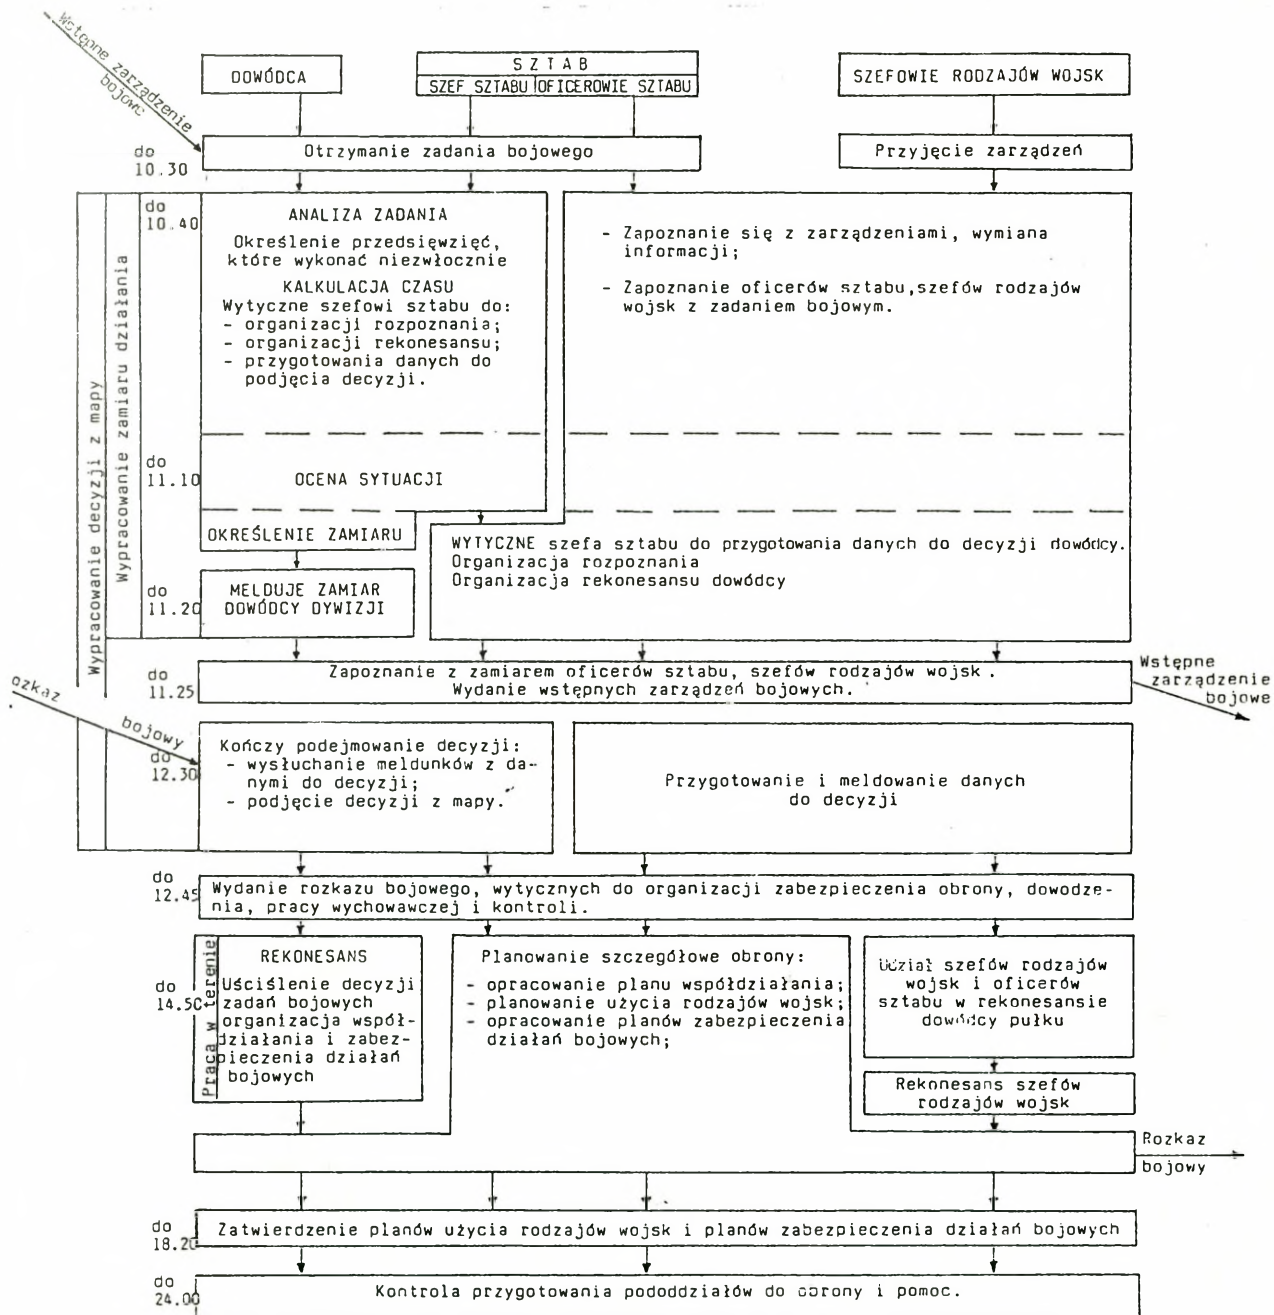 Wstępne zarządzenie
bojowe
DOWÓDCA
SZTAB
SZEF SZTABU
OFICEROWIE SZTABU
SZEFOWIE RODZAJÓW WOJSK
do
10.30
Otrzymanie zadania bojowego
Przyjęcie zarządzeń
Wypracowanie decyzji z mapy
Wypracowanie zamiaru działania
do
10.40
ANALIZA ZADANIA
Określenie przedsięwzięć,
które wykonać niezwłocznie
KALKULACJA CZASU
Wytyczne szefowi sztabu do:
- organizacji rozpoznania;
- organizacji rekonesansu;
- przygotowania danych do
podjęcia decyzji.
- Zapoznanie się z zarządzeniami, wymiana
informacji;
- Zapoznanie oficerów sztabu,szefów rodzajów
wojsk z zadaniem bojowym.
do
11.10
OCENA SYTUACJI
OKREŚLENIE ZAMIARU
WYTYCZNE szefa sztabu do przygotowania danych do decyzji dowódcy.
Organizacja rozpoznania
Organizacja rekonesansu dowódcy
do
11.20
MELDUJE ZAMIAR
DOWÓDCY DYWIZJI
do
11.25
Zapoznanie z zamiarem oficerów sztabu, szefów rodzajów wojsk.
Wydanie wstępnych zarządzeń bojowych.
Wstępne
zarządzenie
bojowe
ozkaz
bojowy
do
12.30
Kończy podejmowanie decyzji:
- wysłuchanie meldunków z da-
nymi do decyzji;
- podjęcie decyzji z mapy.
Przygotowanie i meldowanie danych
do decyzji
do
12.45
Wydanie rozkazu bojowego, wytycznych do organizacji zabezpieczenia obrony, dowodze-
nia, pracy wychowawczej i kontroli.
do
14.50
Praca w terenie
REKONESANS
Uściślenie decyzji
zadań bojowych
organizacja współ-
działania i zabez-
pieczenia działań
bojowych
Planowanie szczegółowe obrony:
- opracowanie planu współdziałania;
- planowanie użycia rodzajów wojsk;
- opracowanie planów zabezpieczenia
działań bojowych;
Udział szefów rodzajów
wojsk i oficerów
sztabu w rekonesansie
dowódcy pułku
Rekonesans szefów
rodzajów wojsk
Rozkaz
bojowy
do
18.20
Zatwierdzenie planów użycia rodzajów wojsk i planów zabezpieczenia działań bojowych
do
24.00
Kontrola przygotowania pododdziałów do obrony i pomoc.